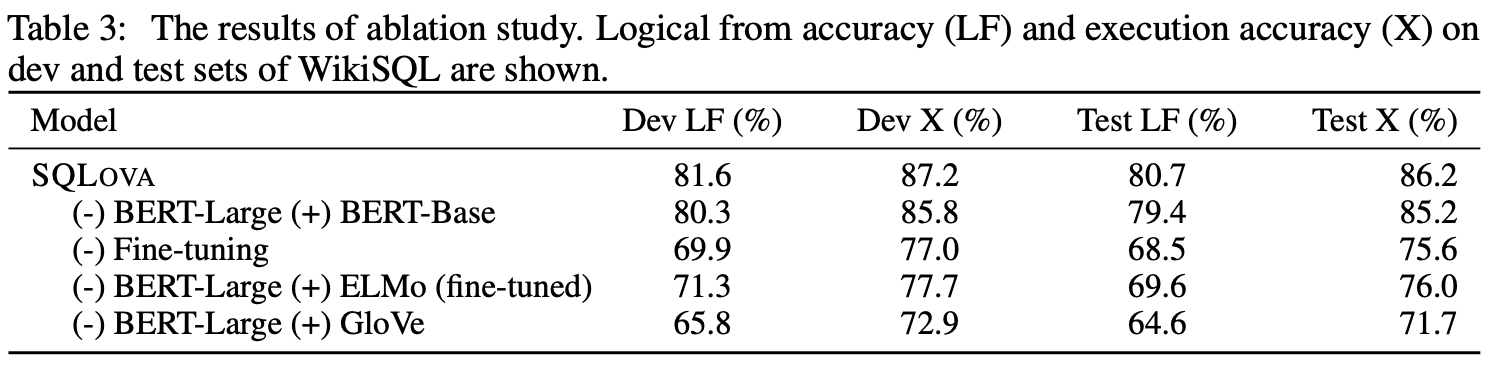 Table 3: The results of ablation study. Logical from accuracy (LF) and execution accuracy (X) on
dev and test sets of WikiSQL are shown.
Model Dev LF (%) Dev X (%) Test LF (%) Test X (%)
SQLOVA 81.6 87.2 80.7 86.2
(-) BERT-Large (+) BERT-Base 80.3 85.8 79.4 85.2
(-) Fine-tuning 69.9 77.0 68.5 75.6
(-) BERT-Large (+) ELMo (fine-tuned) 71.3 77.7 69.6 76.0
(-) BERT-Large (+) GloVe 65.8 72.9 64.6 71.7